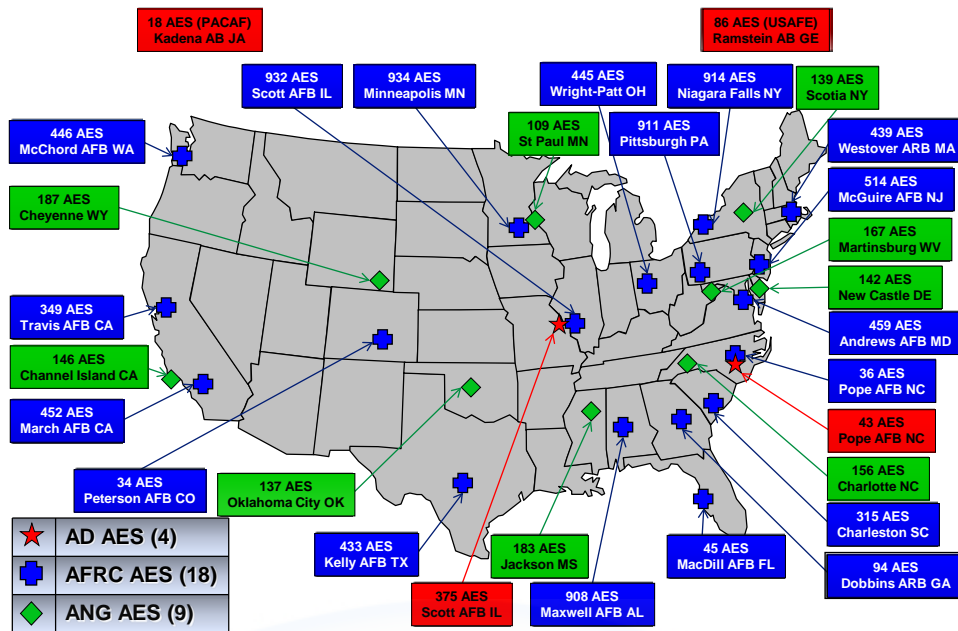 18 AES (PACAF)
Kadena AB JA
86 AES (USAFE)
Ramstein AB GE
932 AES
Scott AFB IL
934 AES
Minneapolis MN
445 AES
Wright-Patt OH
914 AES
Niagara Falls NY
139 AES
Scotia NY
446 AES
McChord AFB WA
109 AES
St Paul MN
911 AES
Pittsburgh PA
439 AES
Westover ARB MA
187 AES
Cheyenne WY
514 AES
McGuire AFB NJ
167 AES
Martinsburg WV
142 AES
New Castle DE
349 AES
Travis AFB CA
459 AES
Andrews AFB MD
146 AES
Channel Island CA
36 AES
Pope AFB NC
452 AES
March AFB CA
43 AES
Pope AFB NC
34 AES
Peterson AFB CO
137 AES
Oklahoma City OK
156 AES
Charlotte NC
315 AES
Charleston SC
433 AES
Kelly AFB TX
183 AES
Jackson MS
45 AES
MacDill AFB FL
94 AES
Dobbins ARB GA
375 AES
Scott AFB IL
908 AES
Maxwell AFB AL
AD AES (4)
AFRC AES (18)
ANG AES (9)